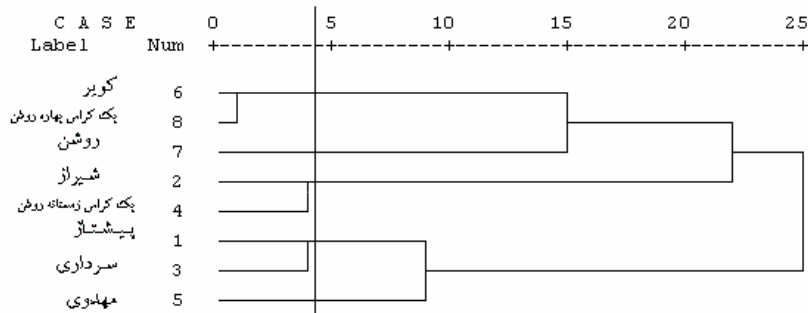 C A S E 0 5 10 15 20 25
Label Num
کویر 6
بک کراس بهاره روشن 8
روشن 7
شیراز 2
بک کراس زمستانه روشن 4
پیشتاز 1
سرداری 3
مهدوی 5